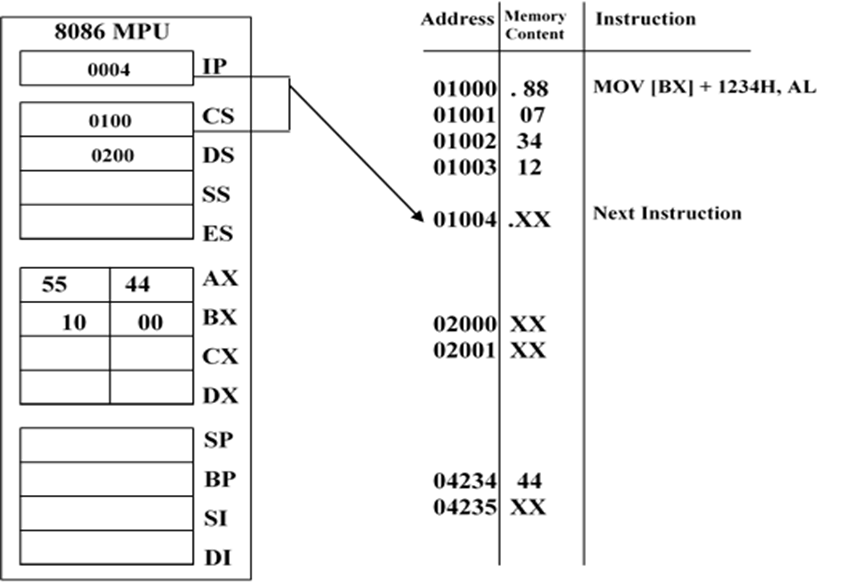 8086 MPU
0004 IP
0100 CS
0200 DS
SS
ES
55 44 AX
10 00 BX
CX
DX
SP
BP
SI
DI
Address Memory Content Instruction
01000 . 88 MOV [BX] + 1234H, AL
01001 07
01002 34
01003 12
01004 .XX Next Instruction
02000 XX
02001 XX
04234 44
04235 XX